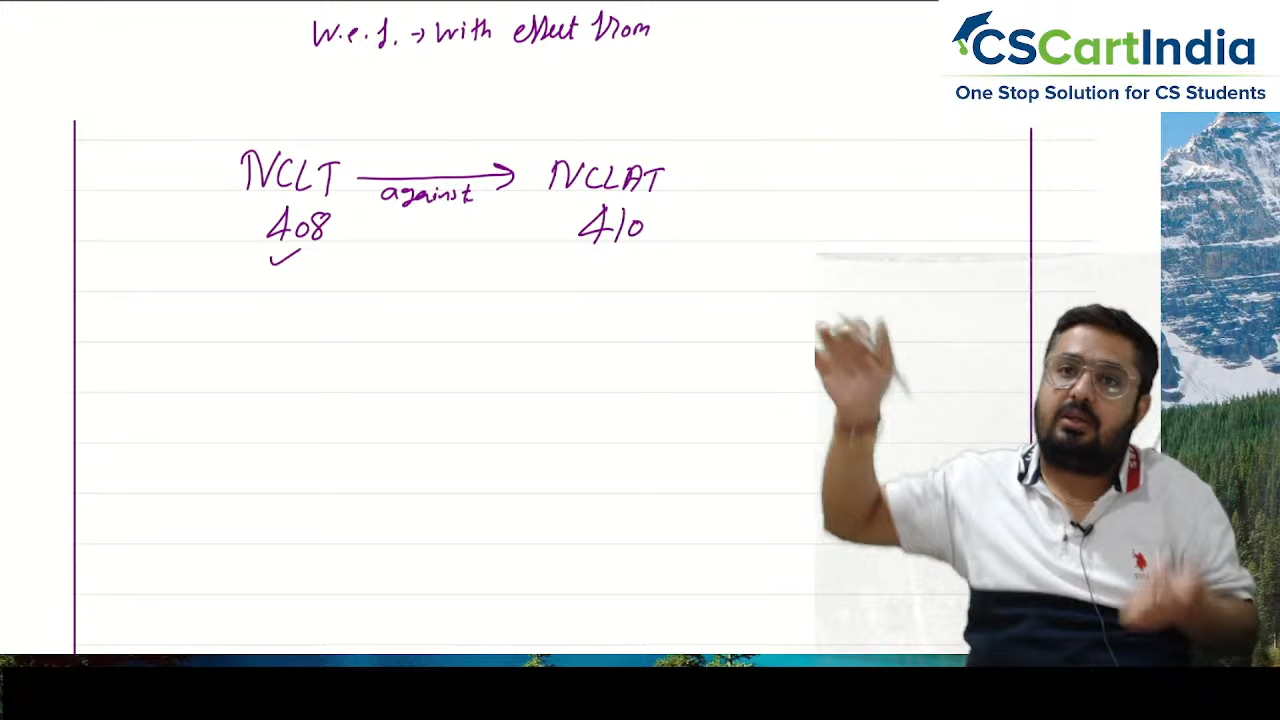 w.e.f. → with effect from
CSCartIndia
One Stop Solution for CS Students
NCLT → NCLAT
against
408 410